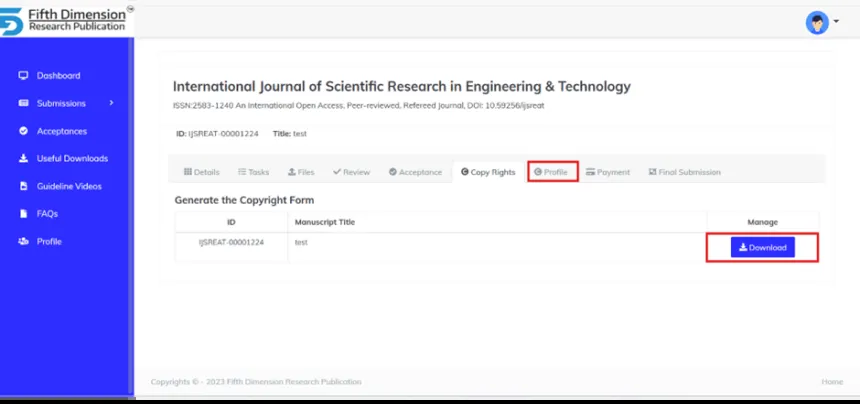 Fifth Dimension
Research Publication
Dashboard
Submissions
Acceptances
Useful Downloads
Guideline Videos
FAQs
Profile
International Journal of Scientific Research in Engineering & Technology
ISSN:2583-1240 An International Open Access, Peer-reviewed, Refereed Journal, DOI: 10.59256/ijsreat
ID: IJSREAT-00001224 Title: test
Details Tasks Files Review Acceptance Copy Rights Profile Payment Final Submission
Generate the Copyright Form
ID Manuscript Title Manage
IJSREAT-00001224 test Download
Copyrights © - 2023 Fifth Dimension Research Publication Home